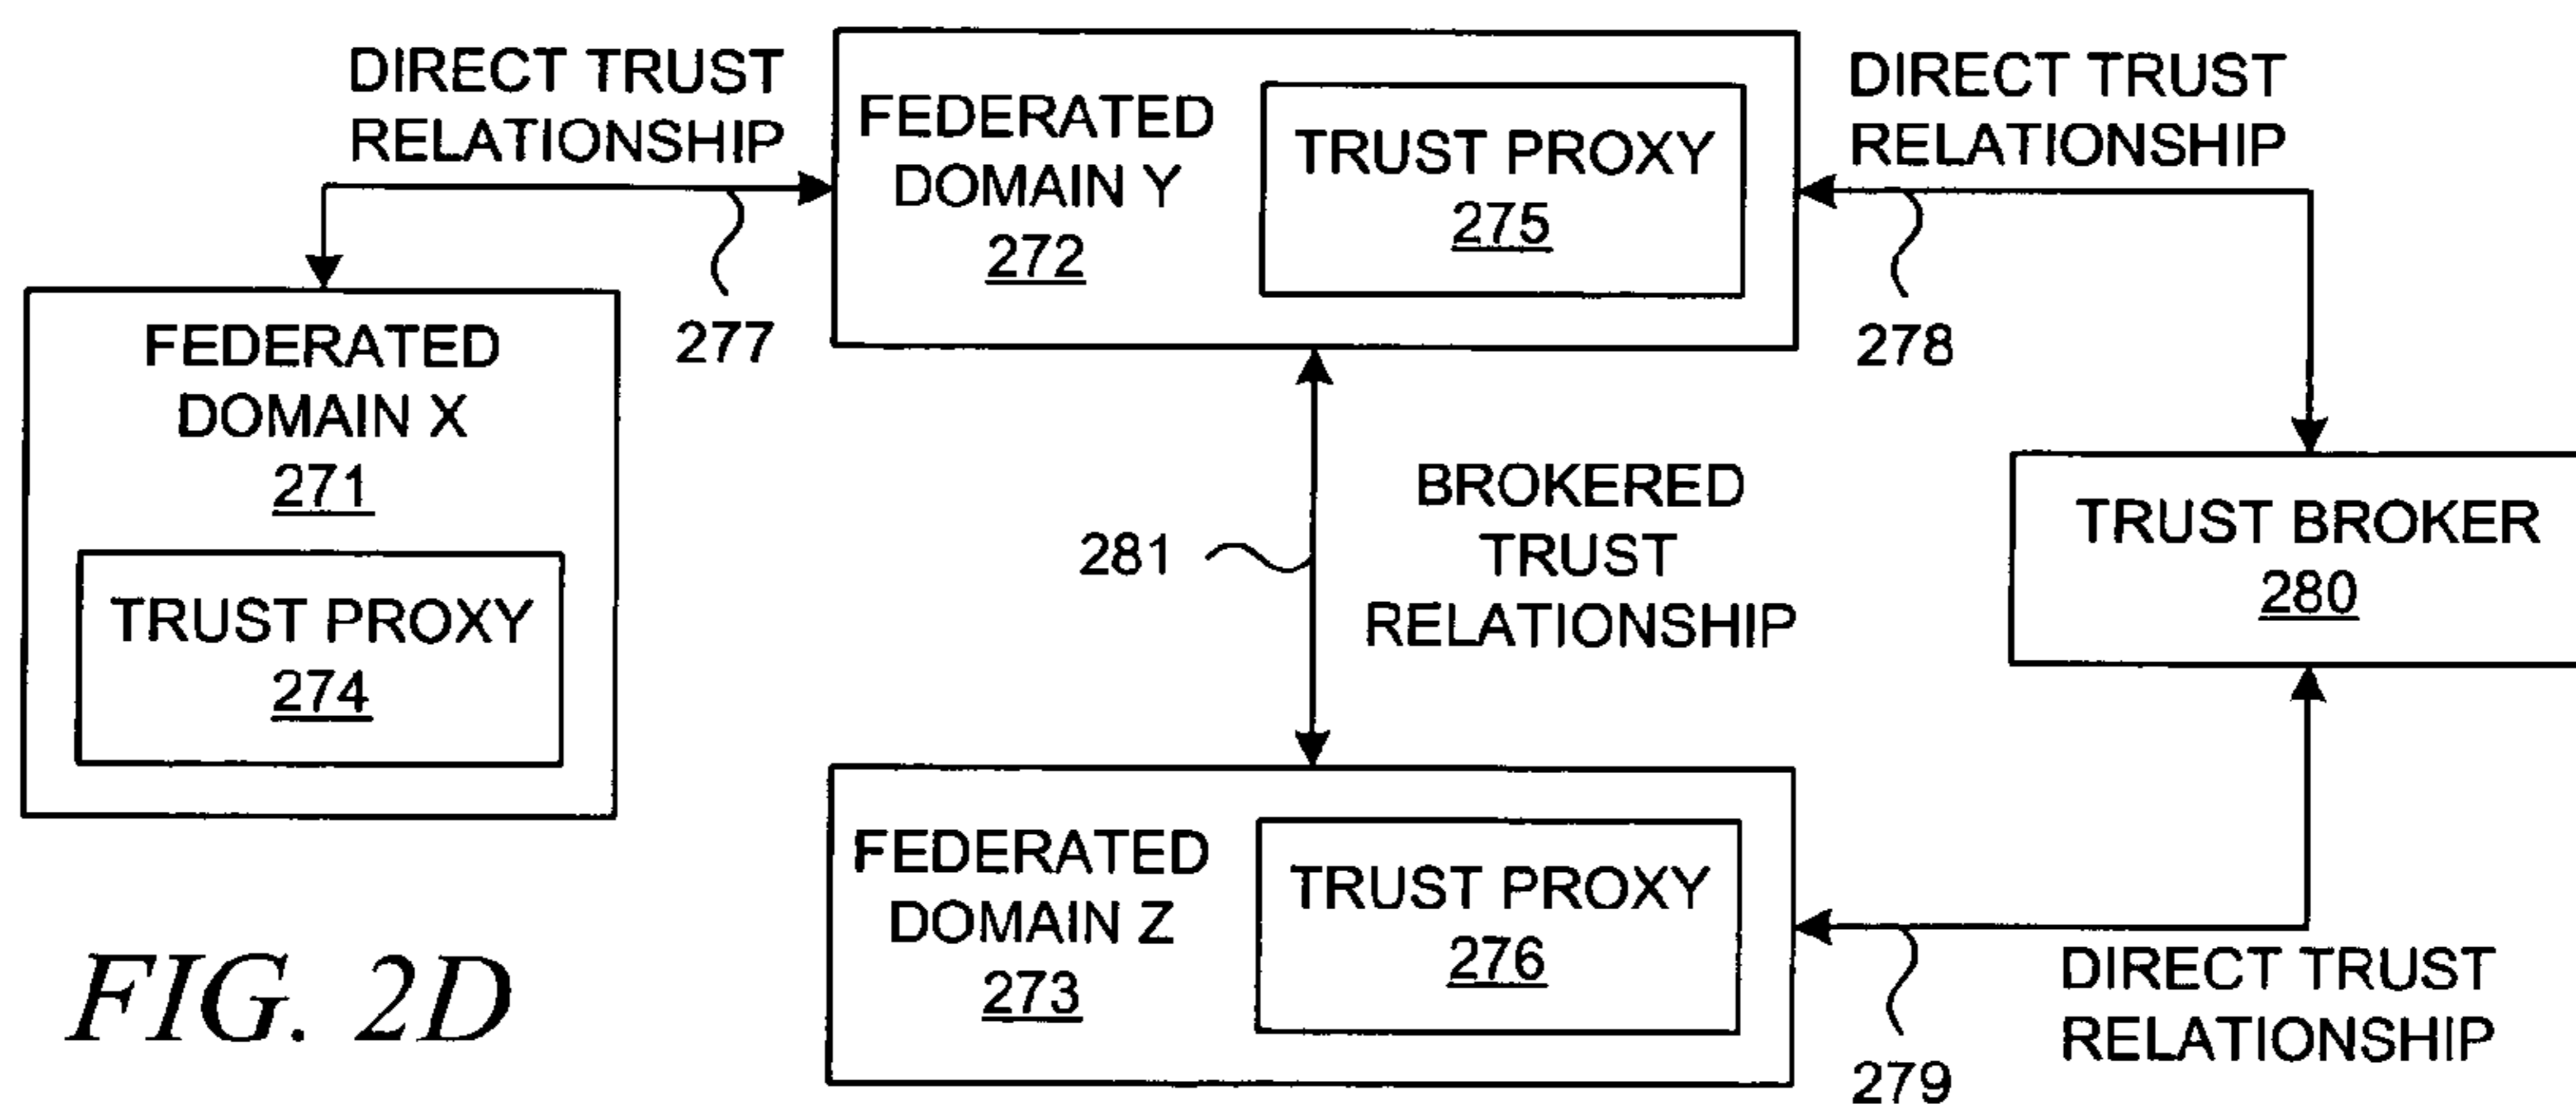 DIRECT TRUST
RELATIONSHIP
277
FEDERATED
DOMAIN Y
272
TRUST PROXY
275
DIRECT TRUST
RELATIONSHIP
278
FEDERATED
DOMAIN X
271
TRUST PROXY
274
281
BROKERED
TRUST
RELATIONSHIP
TRUST BROKER
280
FEDERATED
DOMAIN Z
273
TRUST PROXY
276
279
DIRECT TRUST
RELATIONSHIP
FIG. 2D